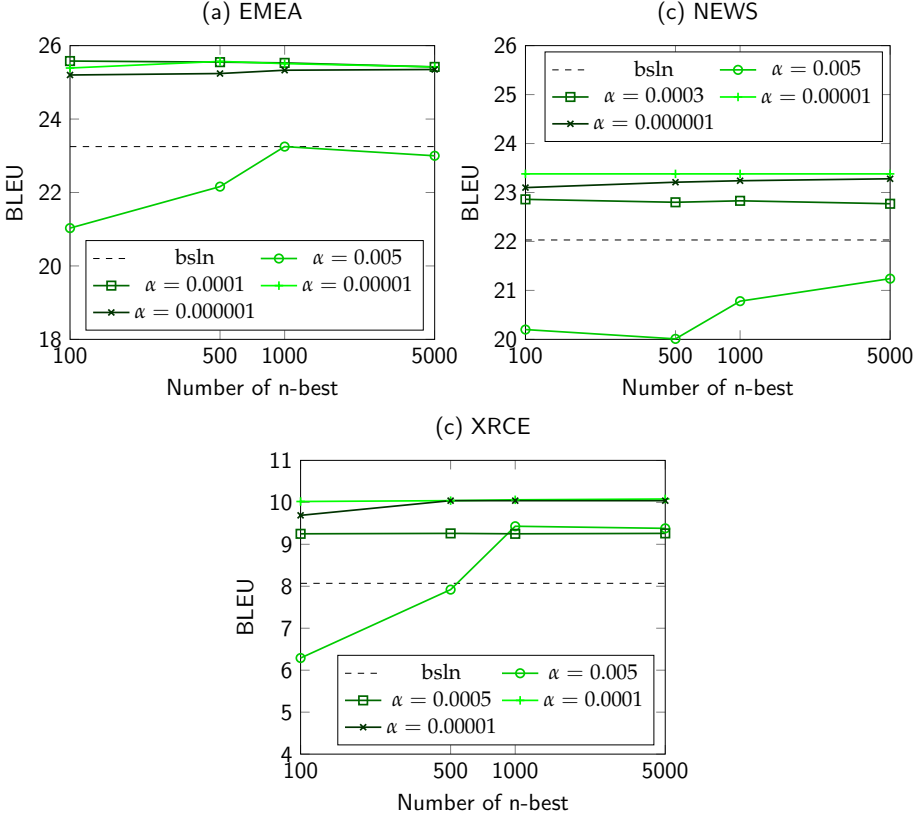 (a) EMEA
26
24
22
20
18
BLEU
bsln
α = 0.005
α = 0.0001
α = 0.00001
α = 0.000001
100 500 1000 5000
Number of n-best
(c) NEWS
26
25
24
23
22
21
20
BLEU
bsln
α = 0.005
α = 0.0003
α = 0.00001
α = 0.000001
100 500 1000 5000
Number of n-best
(c) XRCE
11
10
9
8
7
6
5
4
BLEU
bsln
α = 0.005
α = 0.0005
α = 0.0001
α = 0.00001
100 500 1000 5000
Number of n-best